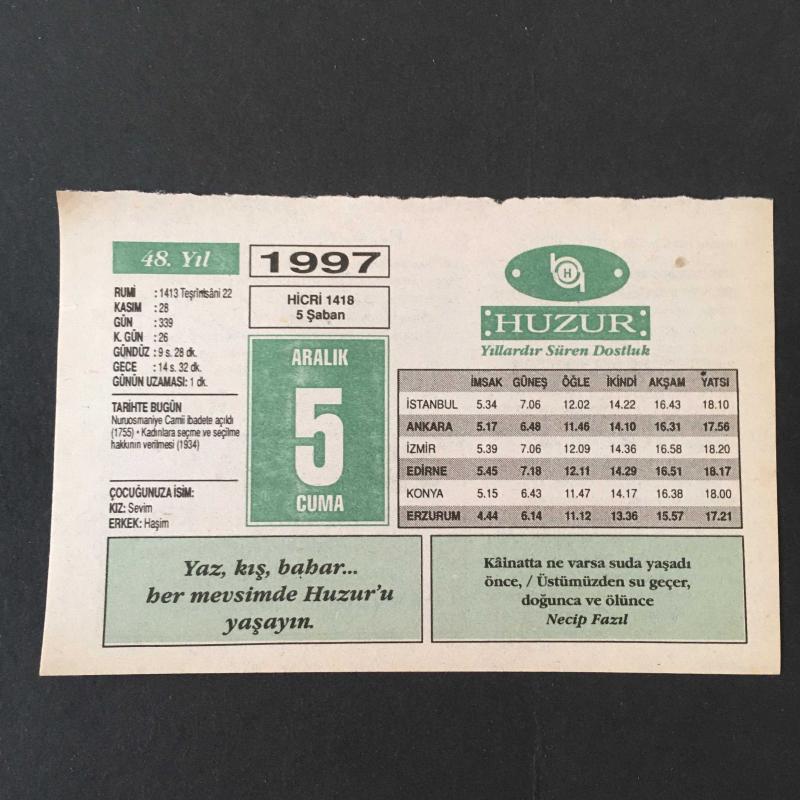 48. Yıl
1997
RUMİ : 1413 Teşrinisâni 22
KASIM : 28
GÜN : 339
K. GÜN : 26
GÜNDÜZ : 9 s. 28 dk.
GECE : 14 s. 32 dk.
GÜNÜN UZAMASI: 1 dk.
TARİHTE BUGÜN
Nuruosmaniye Camii ibadete açıldı
(1755) • Kadınlara seçme ve seçilme
hakkının verilmesi (1934)
ÇOCUĞUNUZA İSİM:
KIZ: Sevim
ERKEK: Haşim
HİCRİ 1418
5 Şaban
ARALIK
5
CUMA
H
HUZUR
Yıllardır Süren Dostluk
İMSAK GÜNEŞ ÖĞLE İKİNDİ AKŞAM YATSI
İSTANBUL 5.34 7.06 12.02 14.22 16.43 18.10
ANKARA 5.17 6.48 11.46 14.10 16.31 17.56
İZMİR 5.39 7.06 12.09 14.36 16.58 18.20
EDİRNE 5.45 7.18 12.11 14.29 16.51 18.17
KONYA 5.15 6.43 11.47 14.17 16.38 18.00
ERZURUM 4.44 6.14 11.12 13.36 15.57 17.21
Yaz, kış, bahar...
her mevsimde Huzur'u
yaşayın.
Kâinatta ne varsa suda yaşadı
önce, / Üstümüzden su geçer,
doğunca ve ölünce
Necip Fazıl